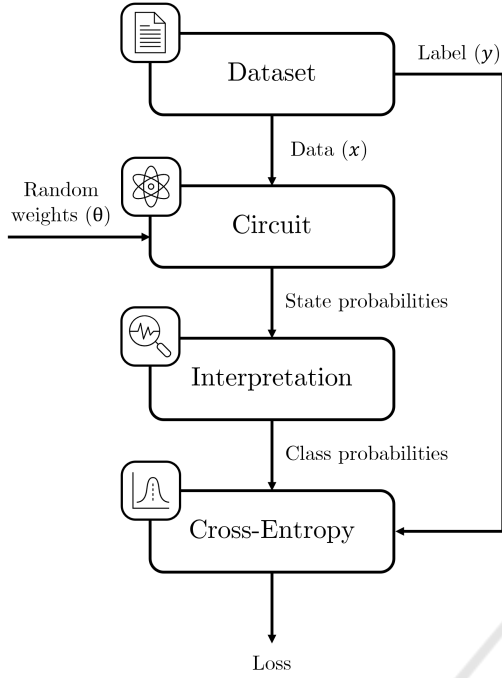 Dataset
Label (y)
Data (x)
Random
weights (θ)
Circuit
State probabilities
Interpretation
Class probabilities
Cross-Entropy
Loss